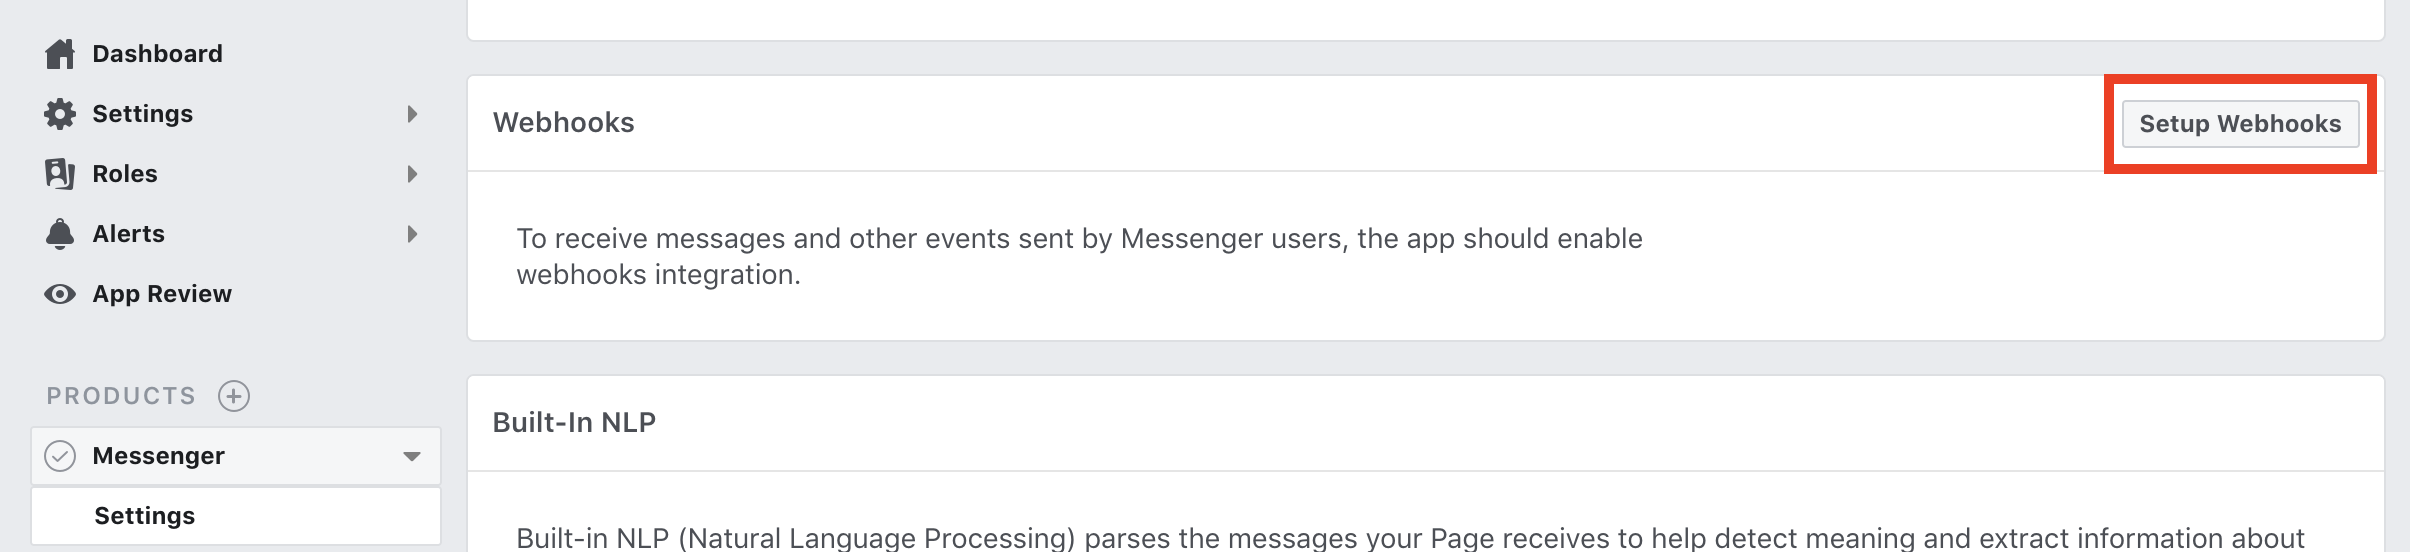 Dashboard
Settings
Roles
Alerts
App Review
PRODUCTS
Messenger
Settings
Webhooks
Setup Webhooks
To receive messages and other events sent by Messenger users, the app should enable
webhooks integration.
Built-In NLP
Built-in NLP (Natural Language Processing) parses the messages your Page receives to help detect meaning and extract information about